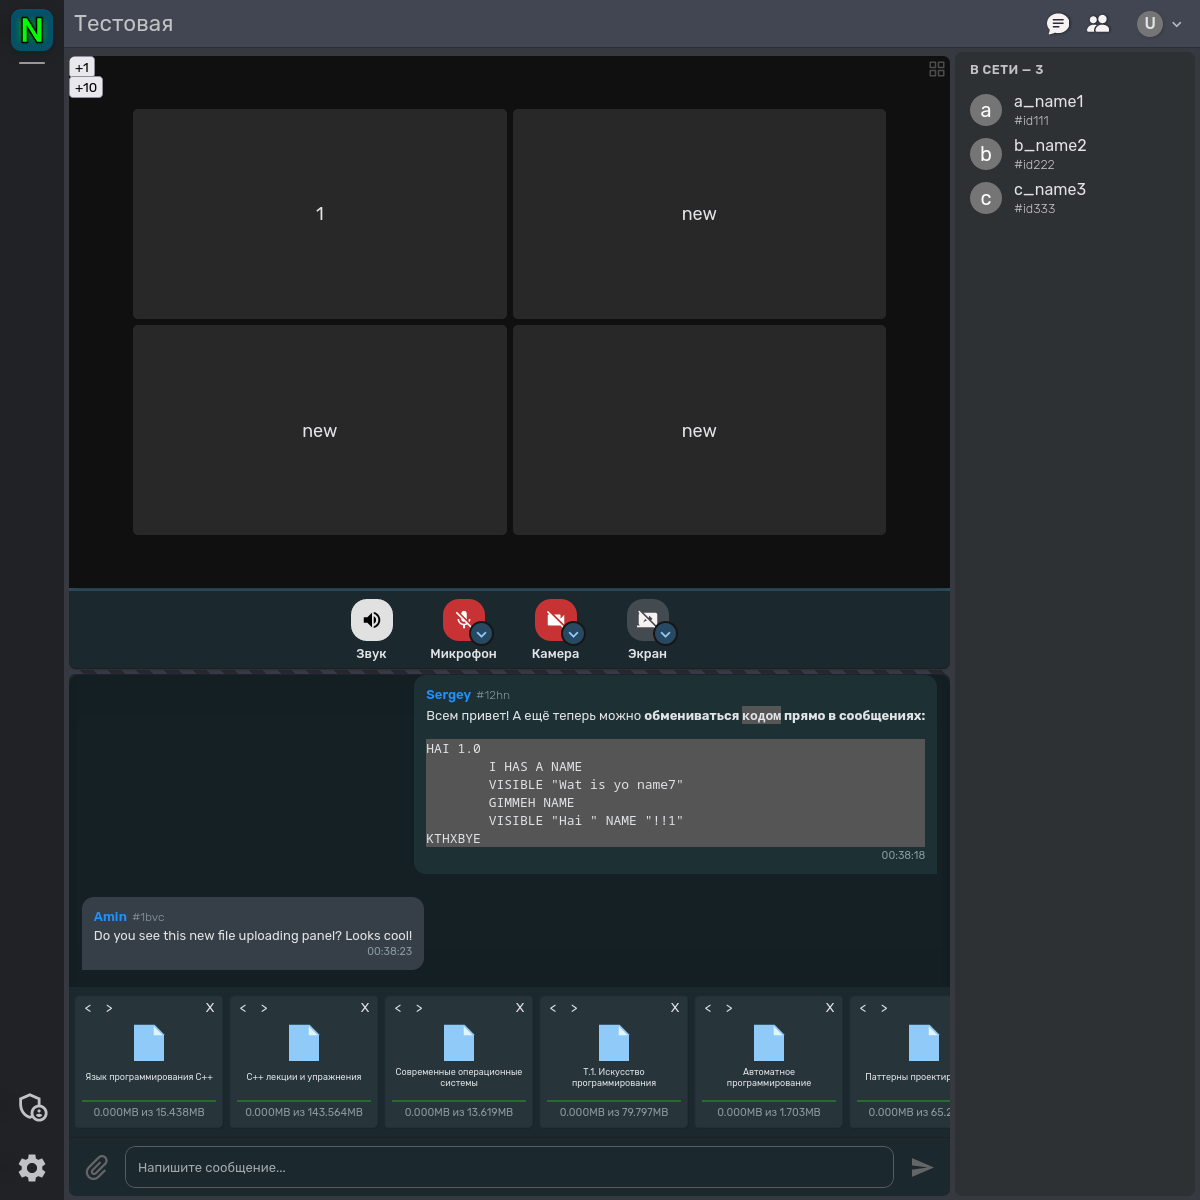 N
Тестовая
U
+1
+10
1
new
new
new
Звук
Микрофон
Камера
Экран
В СЕТИ — 3
a
a_name1
#id111
b
b_name2
#id222
c
c_name3
#id333
Sergey #12hn
Всем привет! А ещё теперь можно обмениваться кодом прямо в сообщениях:
HAI 1.0
I HAS A NAME
VISIBLE "Wat is yo name7"
GIMMEH NAME
VISIBLE "Hai " NAME "!!1"
KTHXBYE
00:38:18
Amin #1bvc
Do you see this new file uploading panel? Looks cool!
00:38:23
< > X
Язык программирования C++
0.000MB из 15.438MB
< > X
C++ лекции и упражнения
0.000MB из 143.564MB
< > X
Современные операционные
системы
0.000MB из 13.619MB
< > X
Т.1. Искусство
программирования
0.000MB из 79.797MB
< > X
Автоматное
программирование
0.000MB из 1.703MB
< >
Паттерны проектир
0.000MB из 65.2
Напишите сообщение...